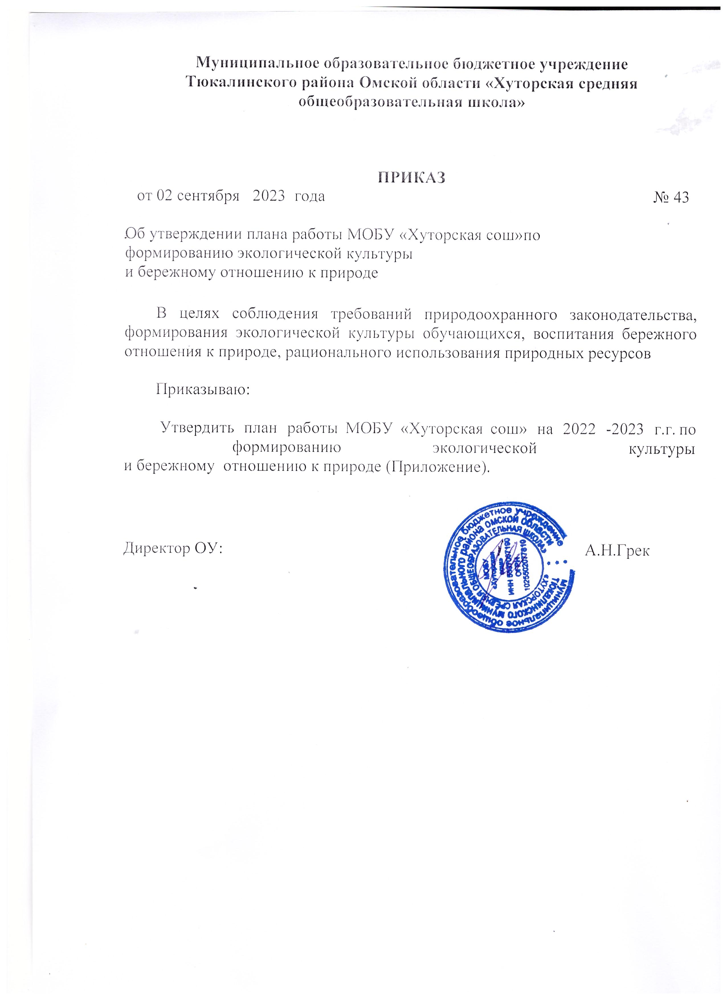 Муниципальное образовательное бюджетное учреждение
Тюкалинского района Омской области «Хуторская средняя
общеобразовательная школа»
ПРИКАЗ
от 02 сентября 2023 года № 43
Об утверждении плана работы МОБУ «Хуторская сош»по
формированию экологической культуры
и бережному отношению к природе
В целях соблюдения требований природоохранного законодательства,
формирования экологической культуры обучающихся, воспитания бережного
отношения к природе, рационального использования природных ресурсов
Приказываю:
Утвердить план работы МОБУ «Хуторская сош» на 2022 -2023 г.г. по
формированию экологической культуры
и бережному отношению к природе (Приложение).
Директор ОУ: А.Н.Грек
Муниципальное общеобразовательное бюджетное учреждение
Тюкалинского муниципального района Омской области
«ХУТОРСКАЯ СРЕДНЯЯ ОБЩЕОБРАЗОВАТЕЛЬНАЯ ШКОЛА»
МОБУ
«Хуторская
ИНН
ОГРН